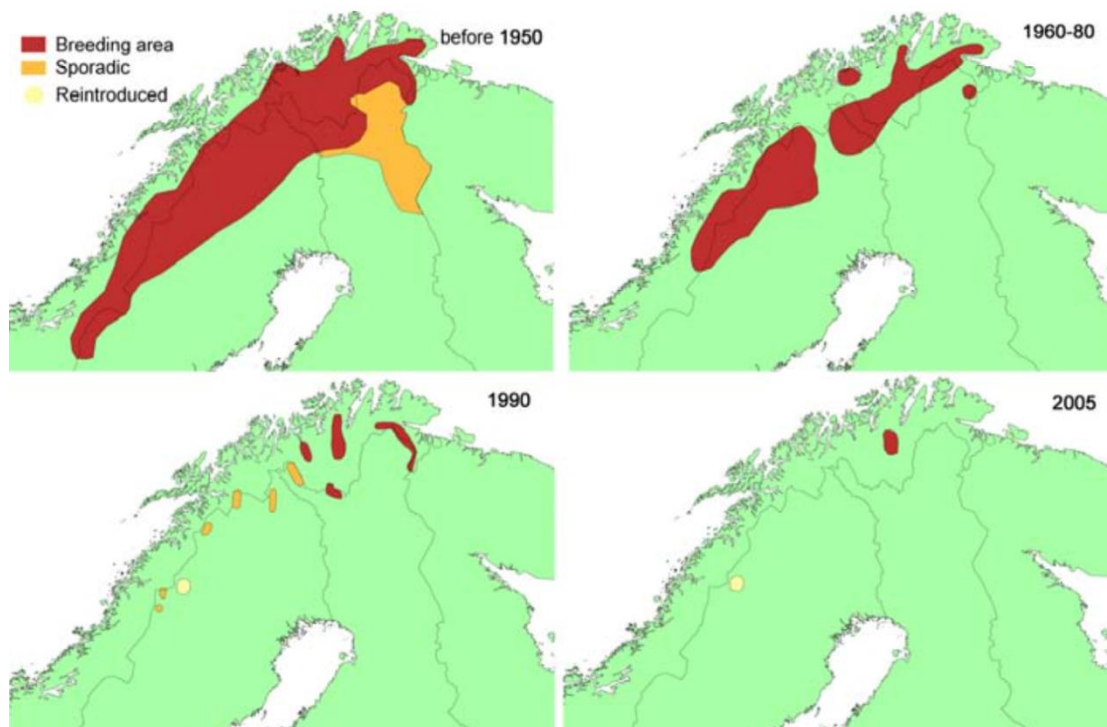 before 1950
Breeding area
Sporadic
Reintroduced
1960-80
1990
2005